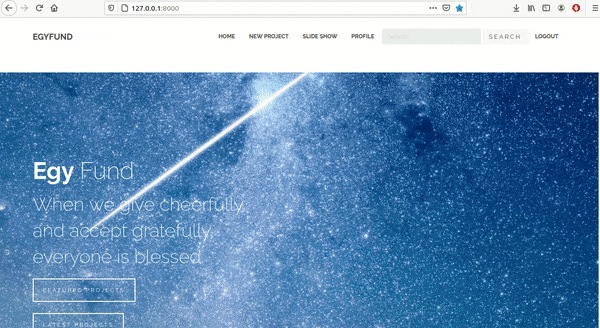 127.0.0.1:8000
EGYFUND
HOME NEW PROJECT SLIDE SHOW PROFILE Search SEARCH LOGOUT
Egy Fund
When we give cheerfully
and accept gratefully,
everyone is blessed
FEATURED PROJECTS
LATEST PROJECTS